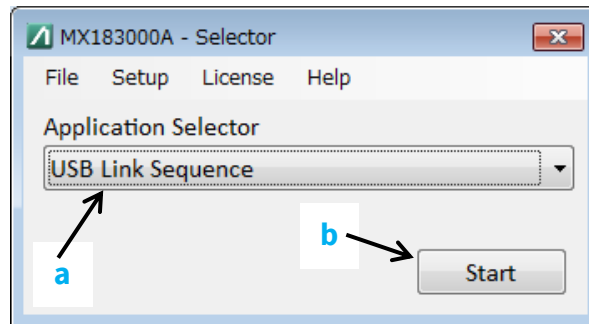 MX183000A - Selector
File Setup License Help
Application Selector
USB Link Sequence
a
b
Start